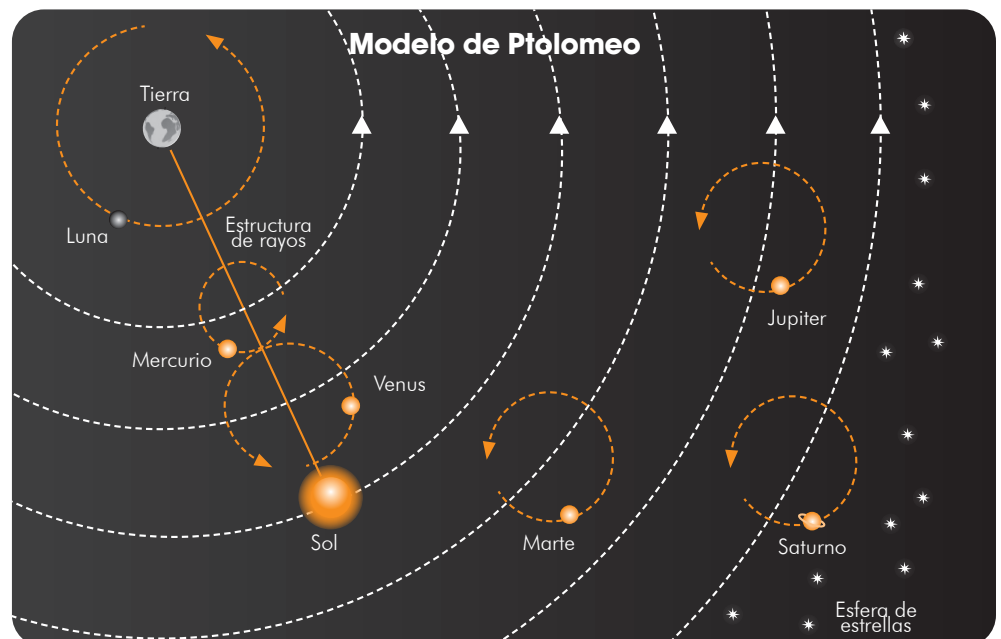 Modelo de Ptolomeo
Tierra
Luna
Estructura
de rayos
Mercurio
Venus
Jupiter
Sol
Marte
Saturno
Esfera de
estrellas